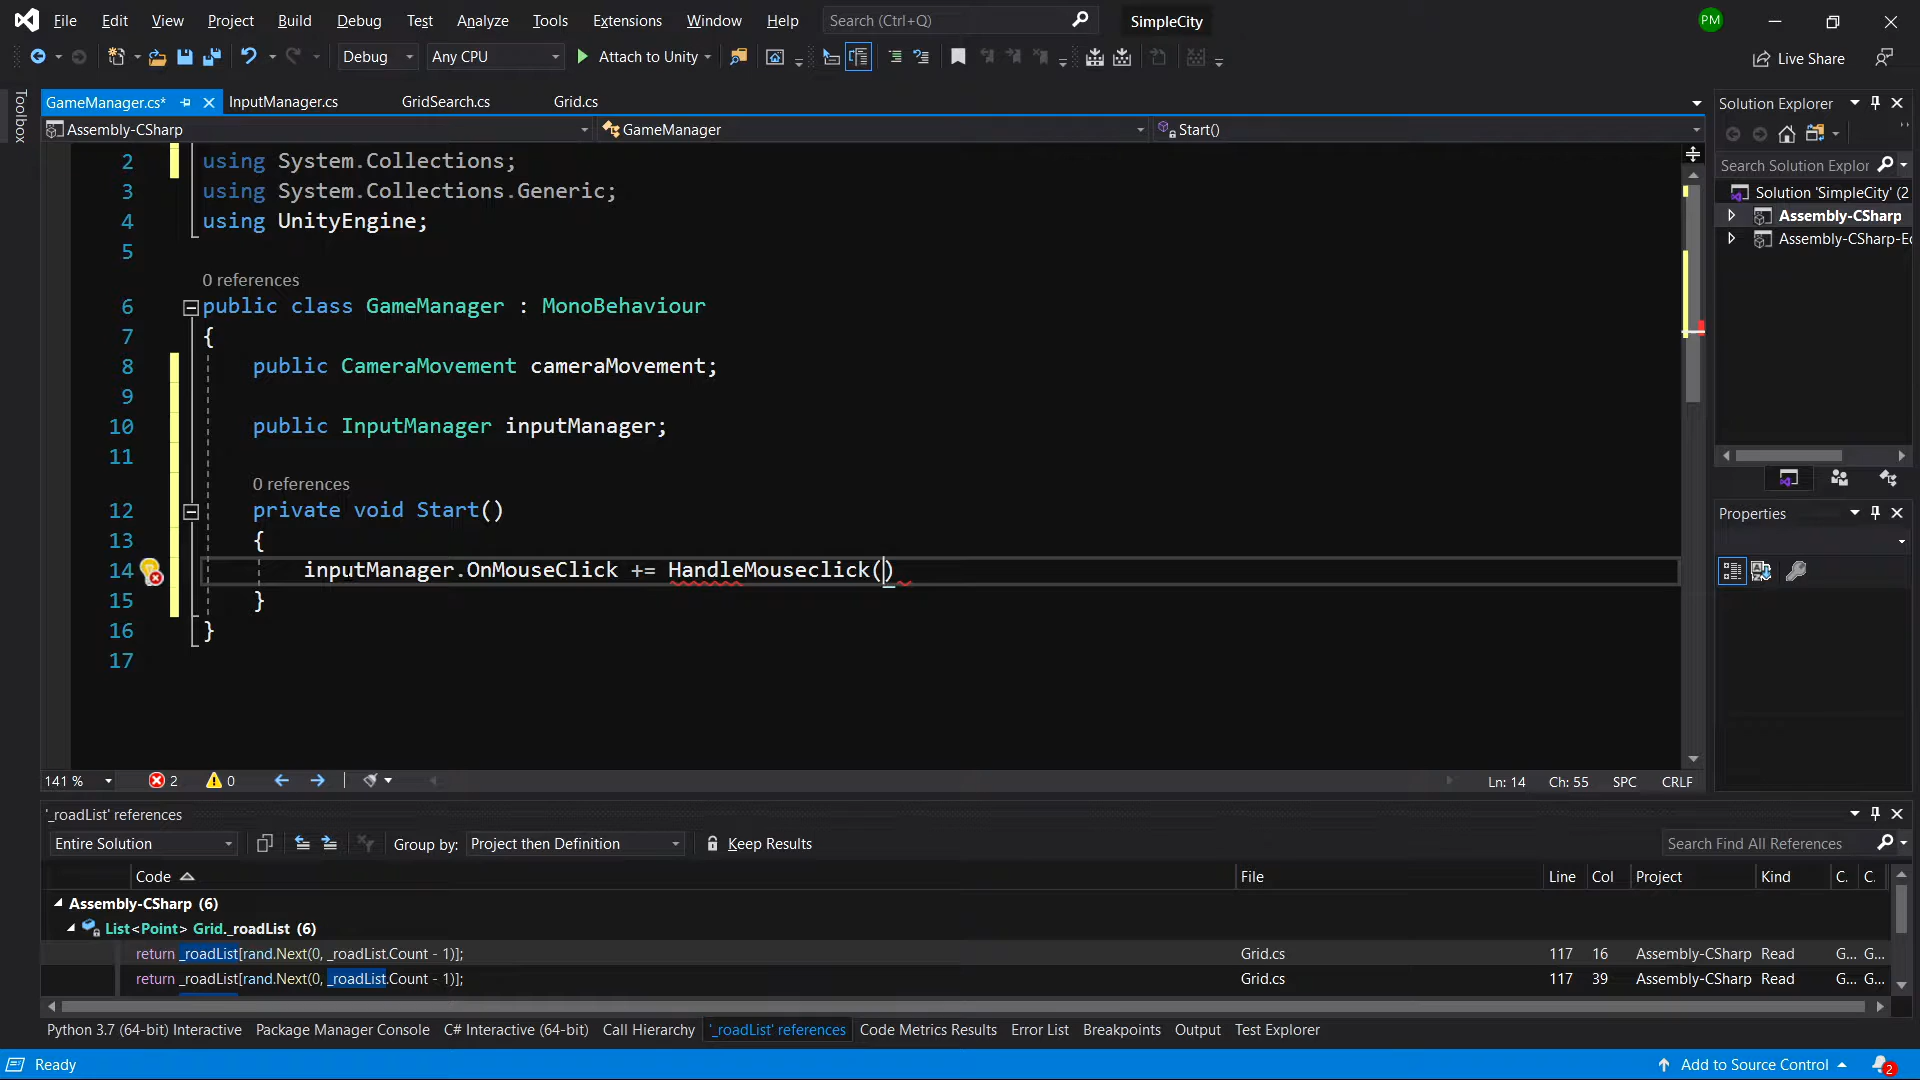 File Edit View Project Build Debug Test Analyze Tools Extensions Window Help Search (Ctrl+Q) SimpleCity PM
Debug Any CPU Attach to Unity Live Share
Toolbox
GameManager.cs* InputManager.cs GridSearch.cs Grid.cs
Assembly-CSharp GameManager Start()
2 using System.Collections;
3 using System.Collections.Generic;
4 using UnityEngine;
5
0 references
6 public class GameManager : MonoBehaviour
7 {
8 public CameraMovement cameraMovement;
9
10 public InputManager inputManager;
11
0 references
12 private void Start()
13 {
14 inputManager.OnMouseClick += HandleMouseclick()
15 }
16 }
17
141 % 2 0 Ln: 14 Ch: 55 SPC CRLF
Solution Explorer
Search Solution Explor
Solution 'SimpleCity' (2
Assembly-CSharp
Assembly-CSharp-Ec
Properties
'_roadList' references
Entire Solution Group by: Project then Definition Keep Results Search Find All References
Code File Line Col Project Kind C. C.
Assembly-CSharp (6)
List<Point> Grid._roadList (6)
return _roadList[rand.Next(0, _roadList.Count - 1)]; Grid.cs 117 16 Assembly-CSharp Read G... G...
return _roadList[rand.Next(0, _roadList.Count - 1)]; Grid.cs 117 39 Assembly-CSharp Read G... G...
Python 3.7 (64-bit) Interactive Package Manager Console C# Interactive (64-bit) Call Hierarchy '_roadList' references Code Metrics Results Error List Breakpoints Output Test Explorer
Ready Add to Source Control 2